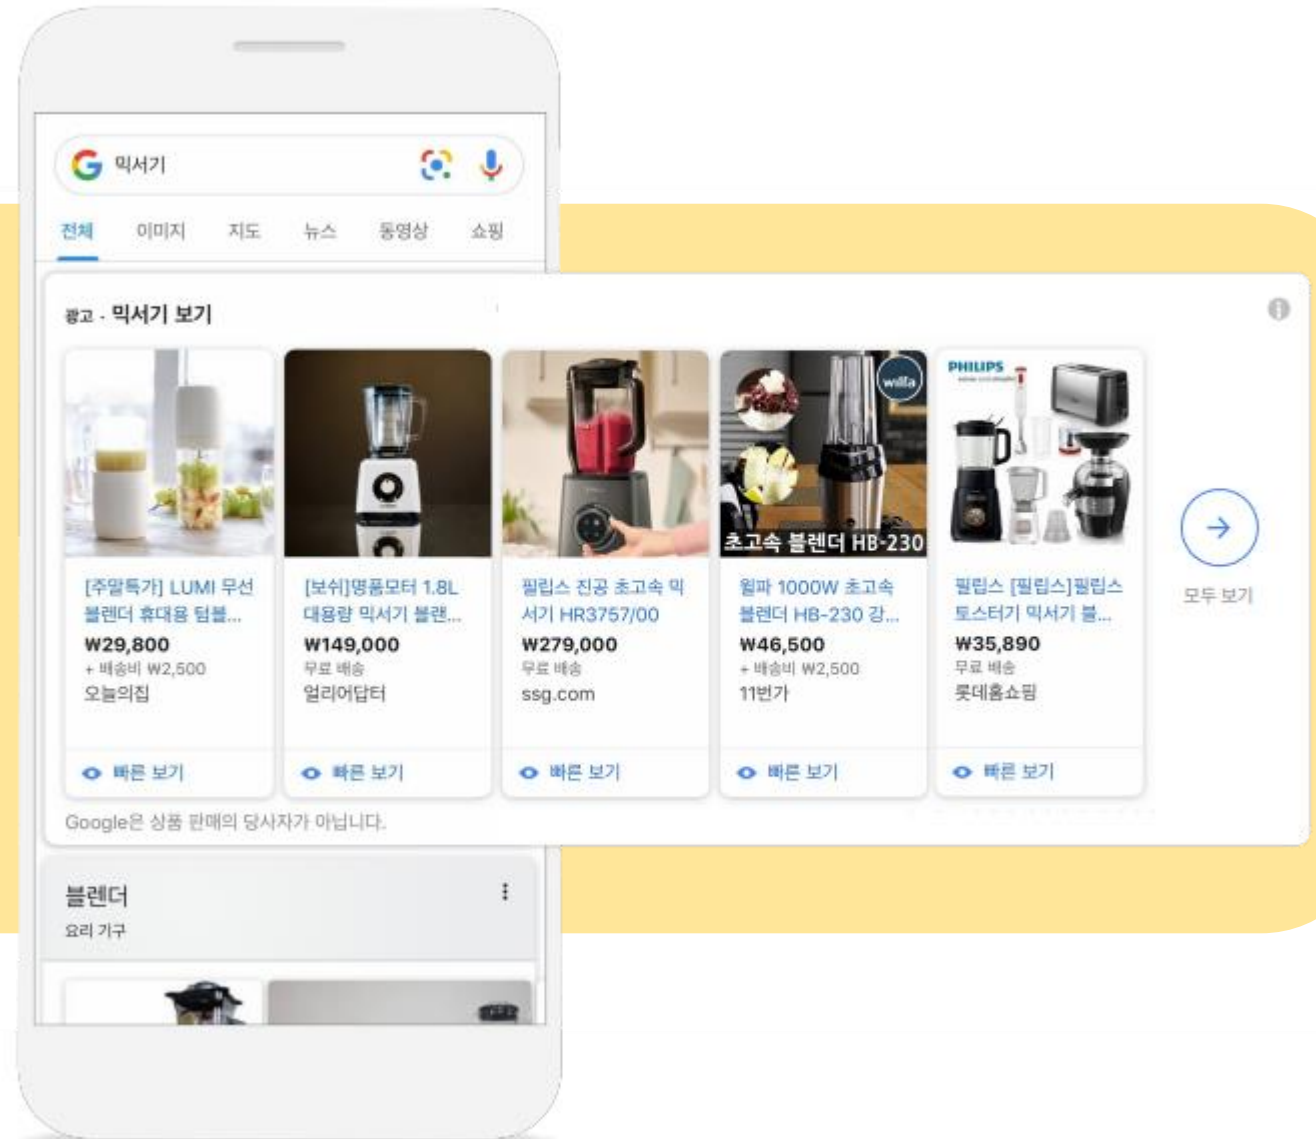 믹서기
전체 이미지 지도 뉴스 동영상 쇼핑
광고 · 믹서기 보기
willa
초고속 블렌더 HB-230
PHILIPS
[주말특가] LUMI 무선
블렌더 휴대용 텀블...
₩29,800
+ 배송비 ₩2,500
오늘의집
빠른 보기
[보쉬]명품모터 1.8L
대용량 믹서기 블랜...
₩149,000
무료 배송
얼리어답터
빠른 보기
필립스 진공 초고속 믹
서기 HR3757/00
₩279,000
무료 배송
ssg.com
빠른 보기
윌파 1000W 초고속
블렌더 HB-230 강...
₩46,500
+ 배송비 ₩2,500
11번가
빠른 보기
필립스 [필립스]필립스
토스터기 믹서기 블...
₩35,890
무료 배송
롯데홈쇼핑
빠른 보기
모두 보기
Google은 상품 판매의 당사자가 아닙니다.
블렌더
요리 기구